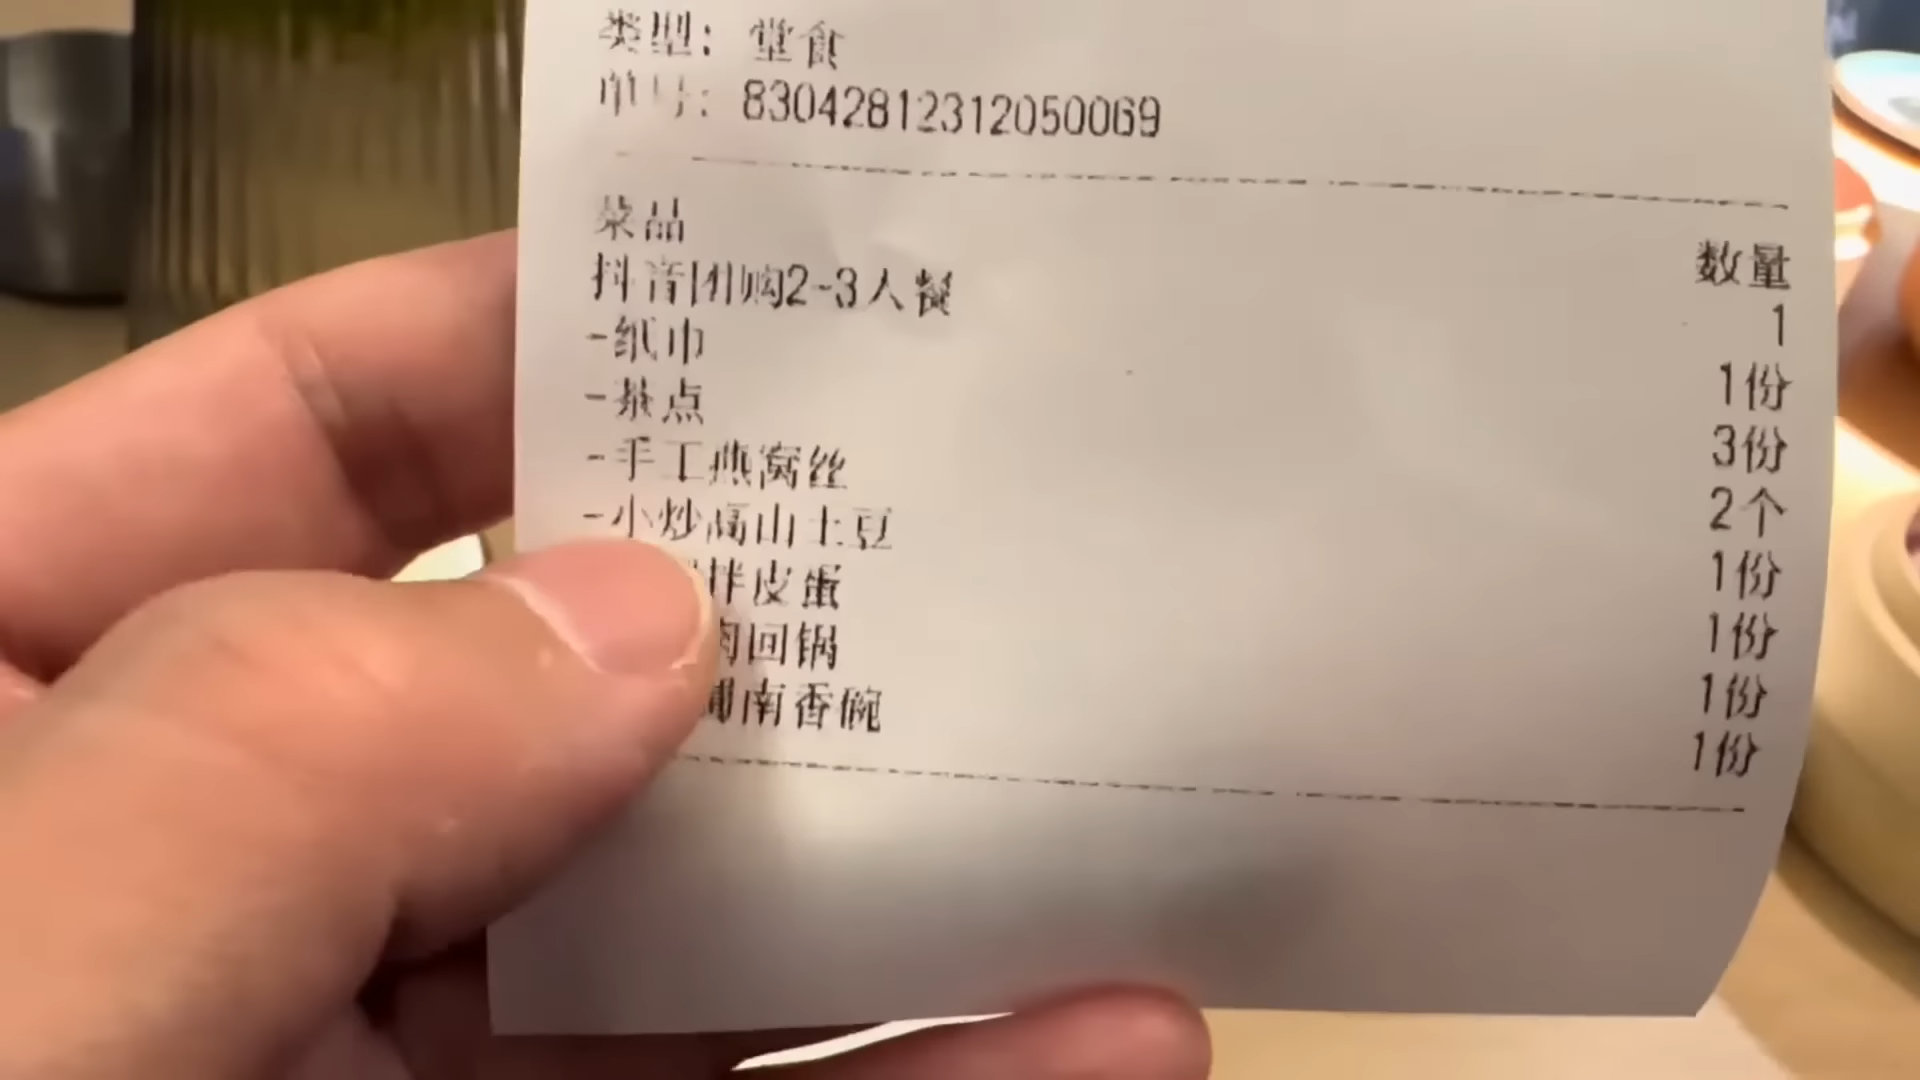 类型: 堂食
单号: 83042812312050069
菜品 数量
抖音团购2-3人餐 1
-纸巾 1份
-茶点 3份
-手工燕窝丝 2个
-小炒高山土豆 1份
拌皮蛋 1份
肉回锅 1份
南香碗 1份